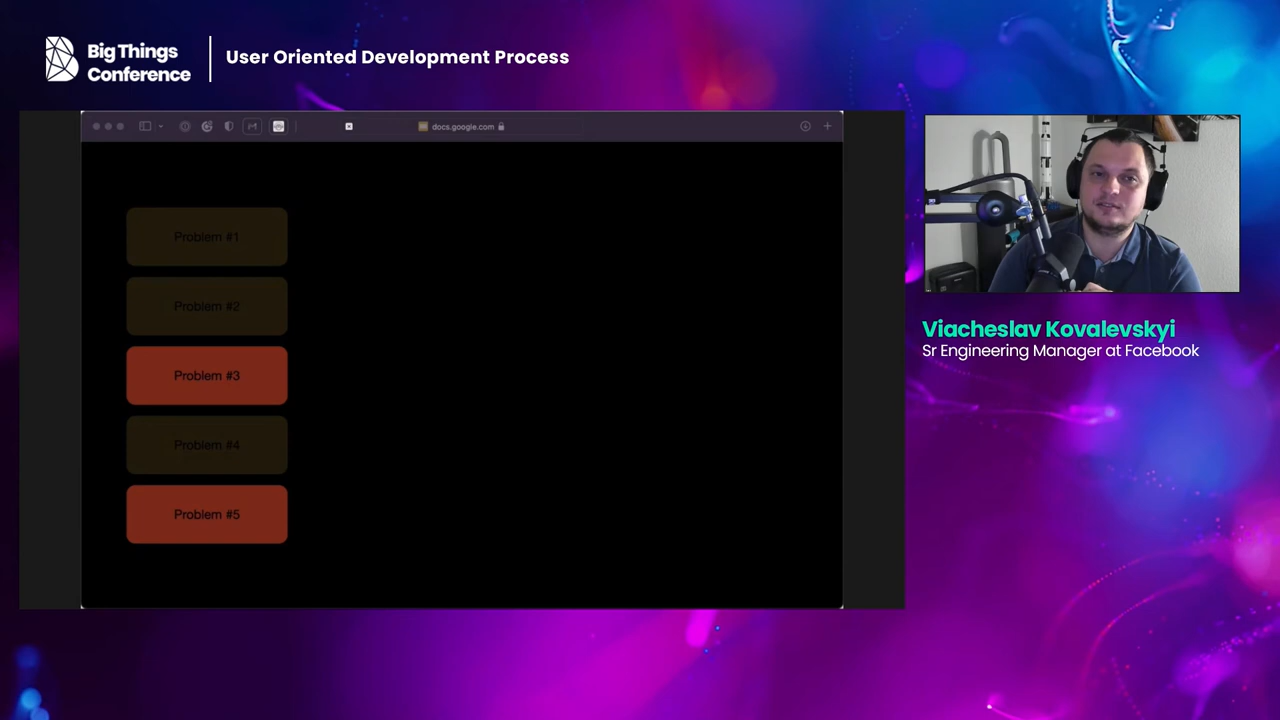 Big Things
Conference
User Oriented Development Process
docs.google.com
Problem #1
Problem #2
Problem #3
Problem #4
Problem #5
Viacheslav Kovalevskyi
Sr Engineering Manager at Facebook